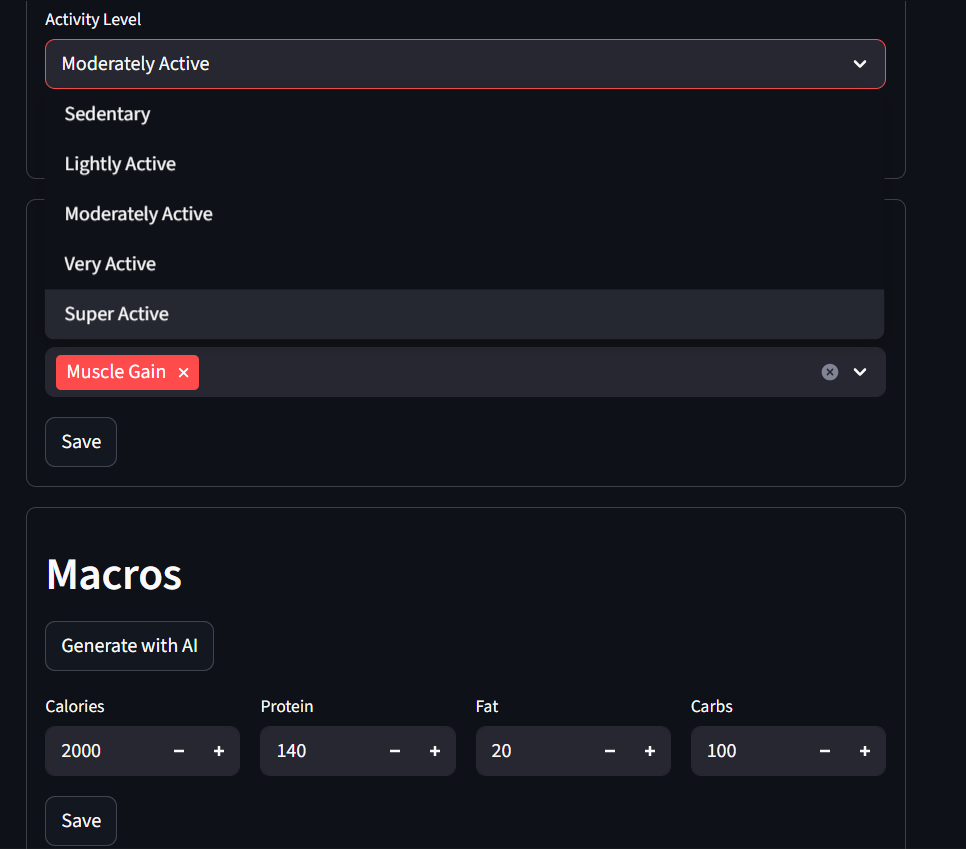 Activity Level
Moderately Active
Sedentary
Lightly Active
Moderately Active
Very Active
Super Active
Muscle Gain
Save
Macros
Generate with AI
Calories Protein Fat Carbs
2000 140 20 100
Save